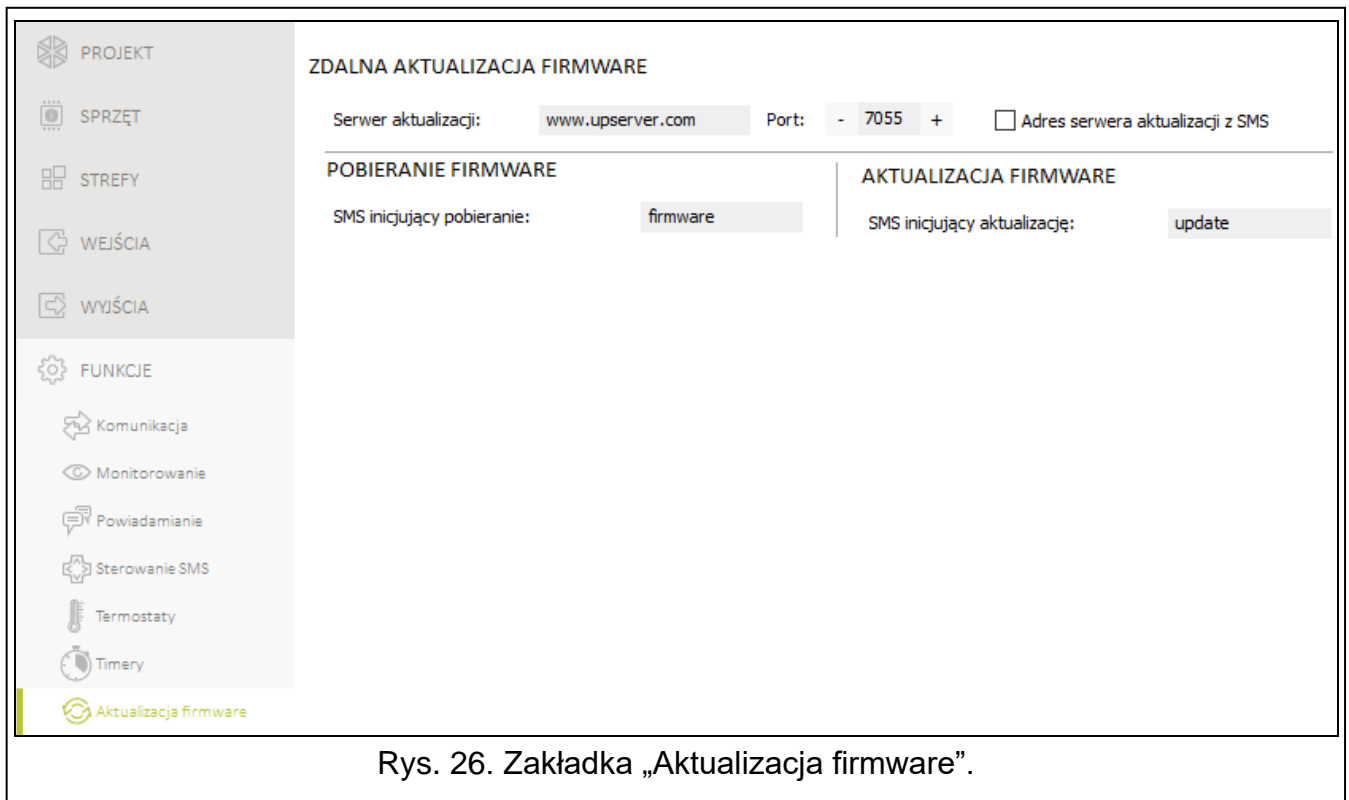 PROJEKT
SPRZĘT
STREFY
WEJŚCIA
WYJŚCIA
FUNKCJE
Komunikacja
Monitorowanie
Powiadamianie
Sterowanie SMS
Termostaty
Timery
Aktualizacja firmware
ZDALNA AKTUALIZACJA FIRMWARE
Serwer aktualizacji: www.upserver.com Port: - 7055 + Adres serwera aktualizacji z SMS
POBIERANIE FIRMWARE
SMS inicjujący pobieranie: firmware
AKTUALIZACJA FIRMWARE
SMS inicjujący aktualizację: update
Rys. 26. Zakładka „Aktualizacja firmware”.